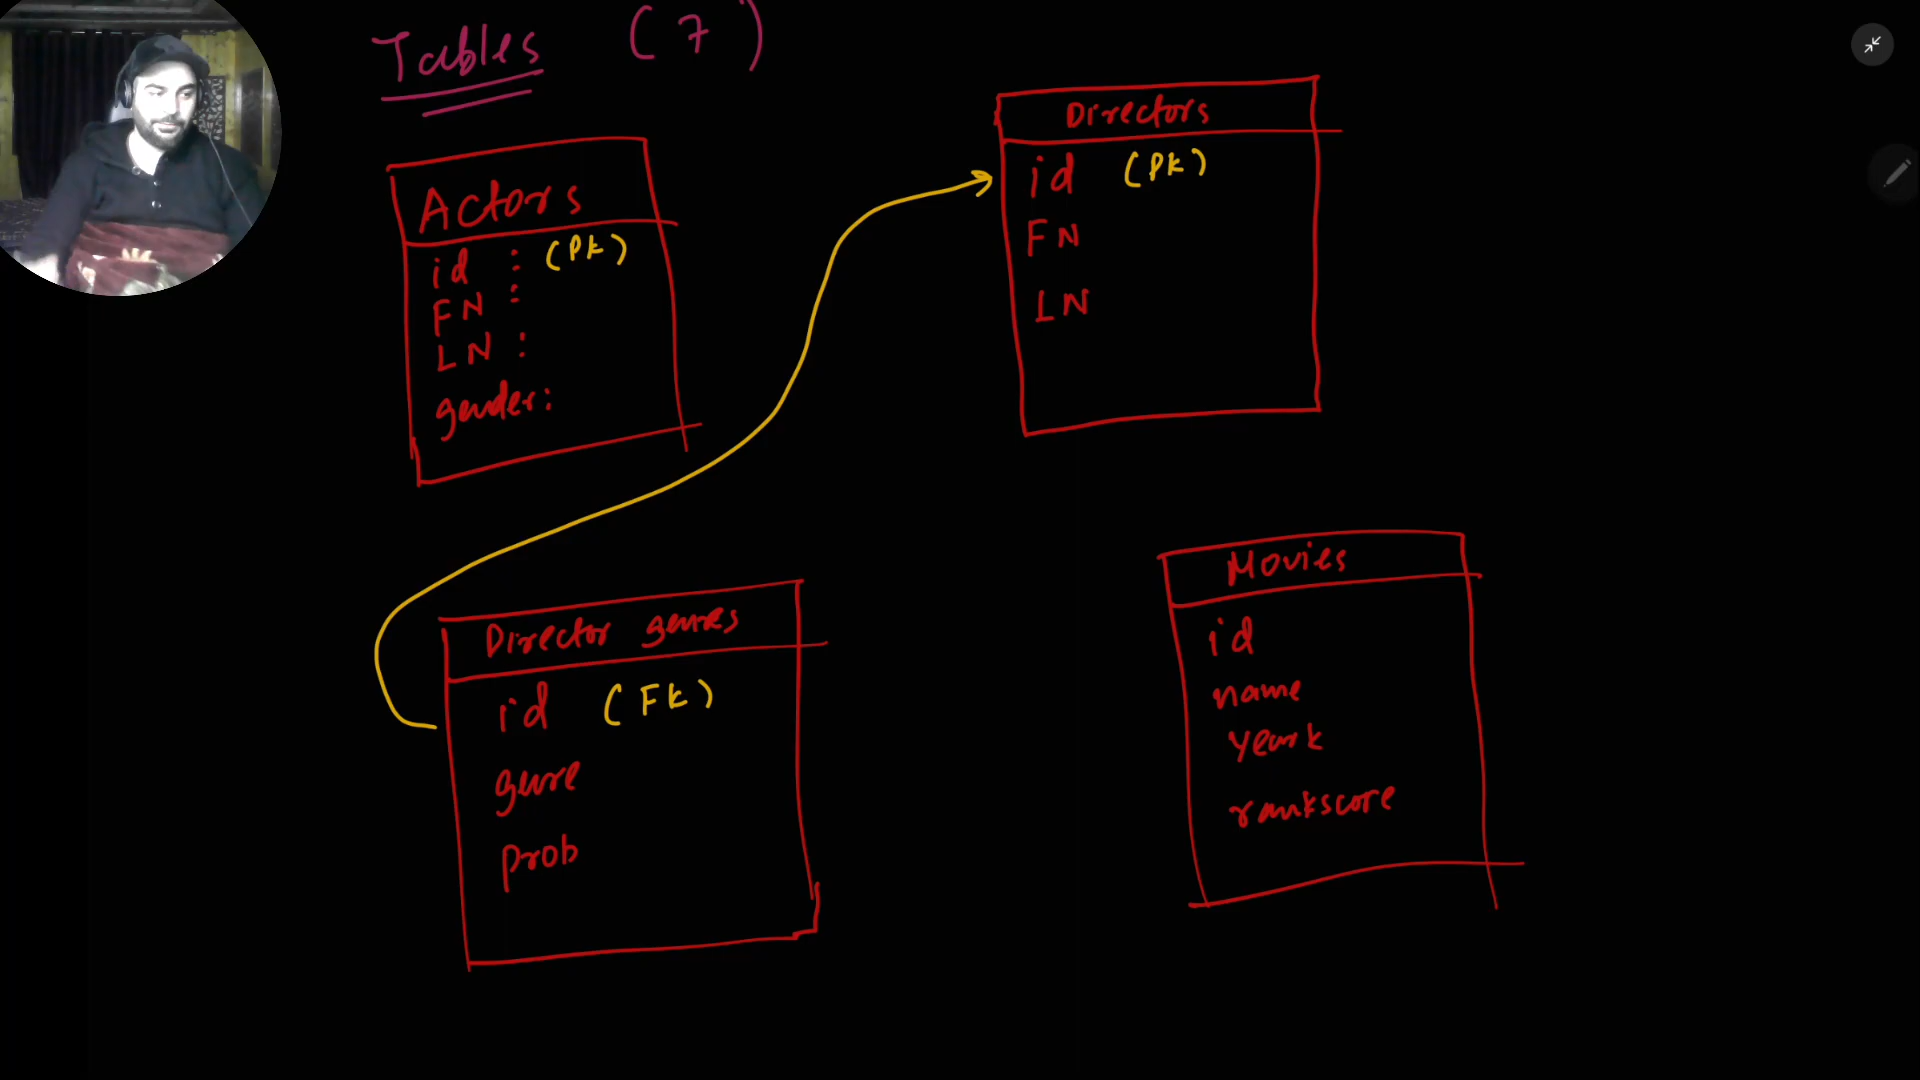 Tables (7)
Actors
id : (PK)
FN :
LN :
gender:
Directors
id (PK)
FN
LN
Director genres
id (FK)
genre
prob
Movies
id
name
year
rankscore